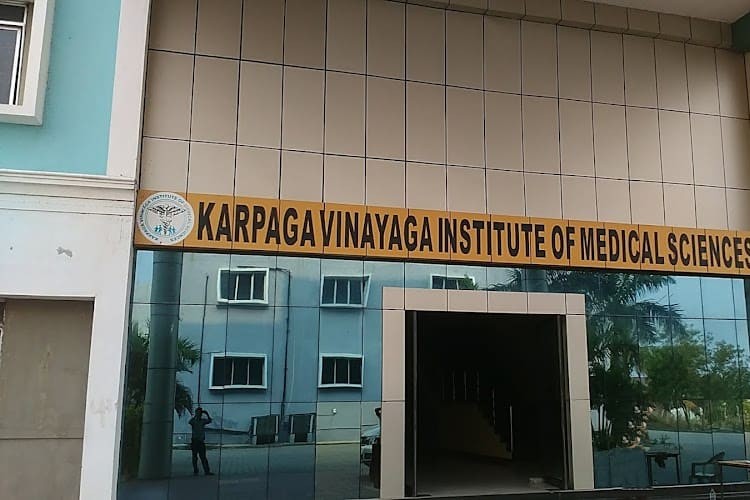 KARPAGA VINAYAGA INSTITUTE OF MEDICAL SCIENCES